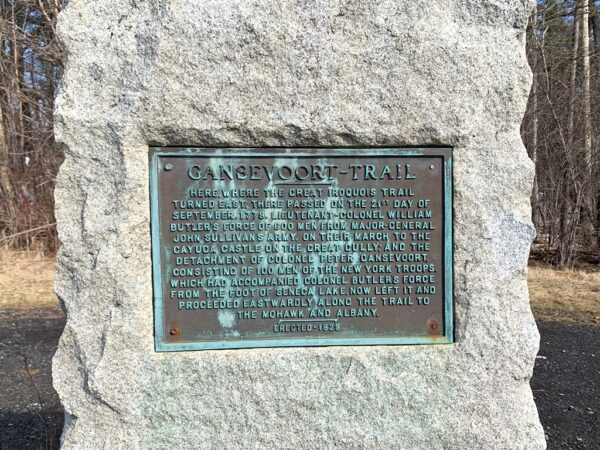 GANSEVOORT-TRAIL
HERE, WHERE THE GREAT IROQUOIS TRAIL
TURNED EAST, THERE PASSED ON THE 21ST DAY OF
SEPTEMBER, 1779, LIEUTENANT-COLONEL WILLIAM
BUTLER'S FORCE OF 600 MEN FROM MAJOR-GENERAL
JOHN SULLIVAN'S ARMY, ON THEIR MARCH TO THE
CAYUGA CASTLE ON THE GREAT GULLY; AND THE
DETACHMENT OF COLONEL PETER GANSEVOORT,
CONSISTING OF 100 MEN OF THE NEW YORK TROOPS,
WHICH HAD ACCOMPANIED COLONEL BUTLER'S FORCE
FROM THE FOOT OF SENECA LAKE, NOW LEFT IT AND
PROCEEDED EASTWARDLY ALONG THE TRAIL TO
THE MOHAWK AND ALBANY.
ERECTED-1929